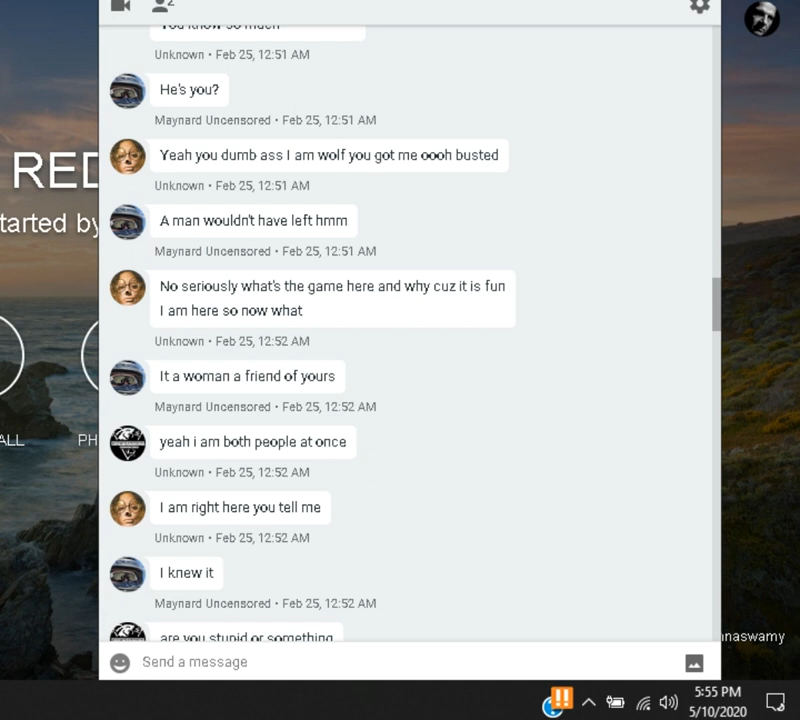 2
You know so much
Unknown • Feb 25, 12:51 AM
He's you?
Maynard Uncensored • Feb 25, 12:51 AM
Yeah you dumb ass I am wolf you got me oooh busted
Unknown • Feb 25, 12:51 AM
A man wouldn't have left hmm
Maynard Uncensored • Feb 25, 12:51 AM
No seriously what's the game here and why cuz it is fun
I am here so now what
Unknown • Feb 25, 12:52 AM
It a woman a friend of yours
Maynard Uncensored • Feb 25, 12:52 AM
yeah i am both people at once
Unknown • Feb 25, 12:52 AM
I am right here you tell me
Unknown • Feb 25, 12:52 AM
I knew it
Maynard Uncensored • Feb 25, 12:52 AM
are you stupid or something
Send a message
RED
tarted by
ALL
PH
nnaswamy
5:55 PM
5/10/2020